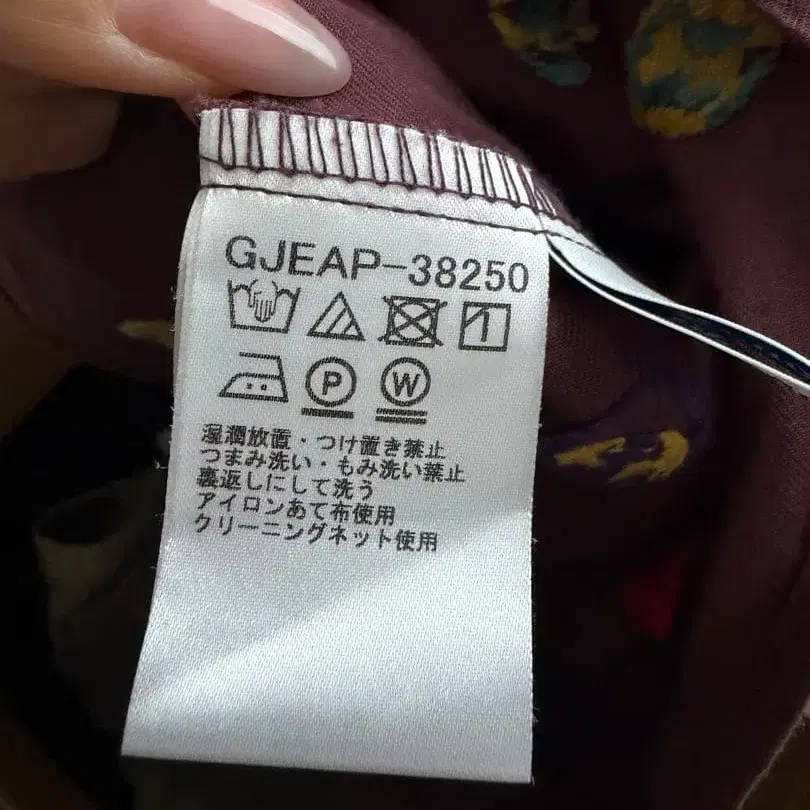 GJEAP-38250
P W
湿潤放置・つけ置き禁止
つまみ洗い・もみ洗い禁止
裏返しにして洗う
アイロンあて布使用
クリーニングネット使用